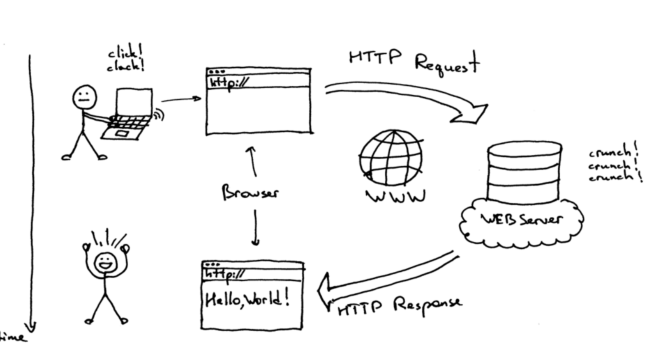 click!
clack!
HTTP Request
http://
crunch!
crunch!
crunch!
WWW
Browser
WEB Server
http://
Hello, World!
HTTP Response
time